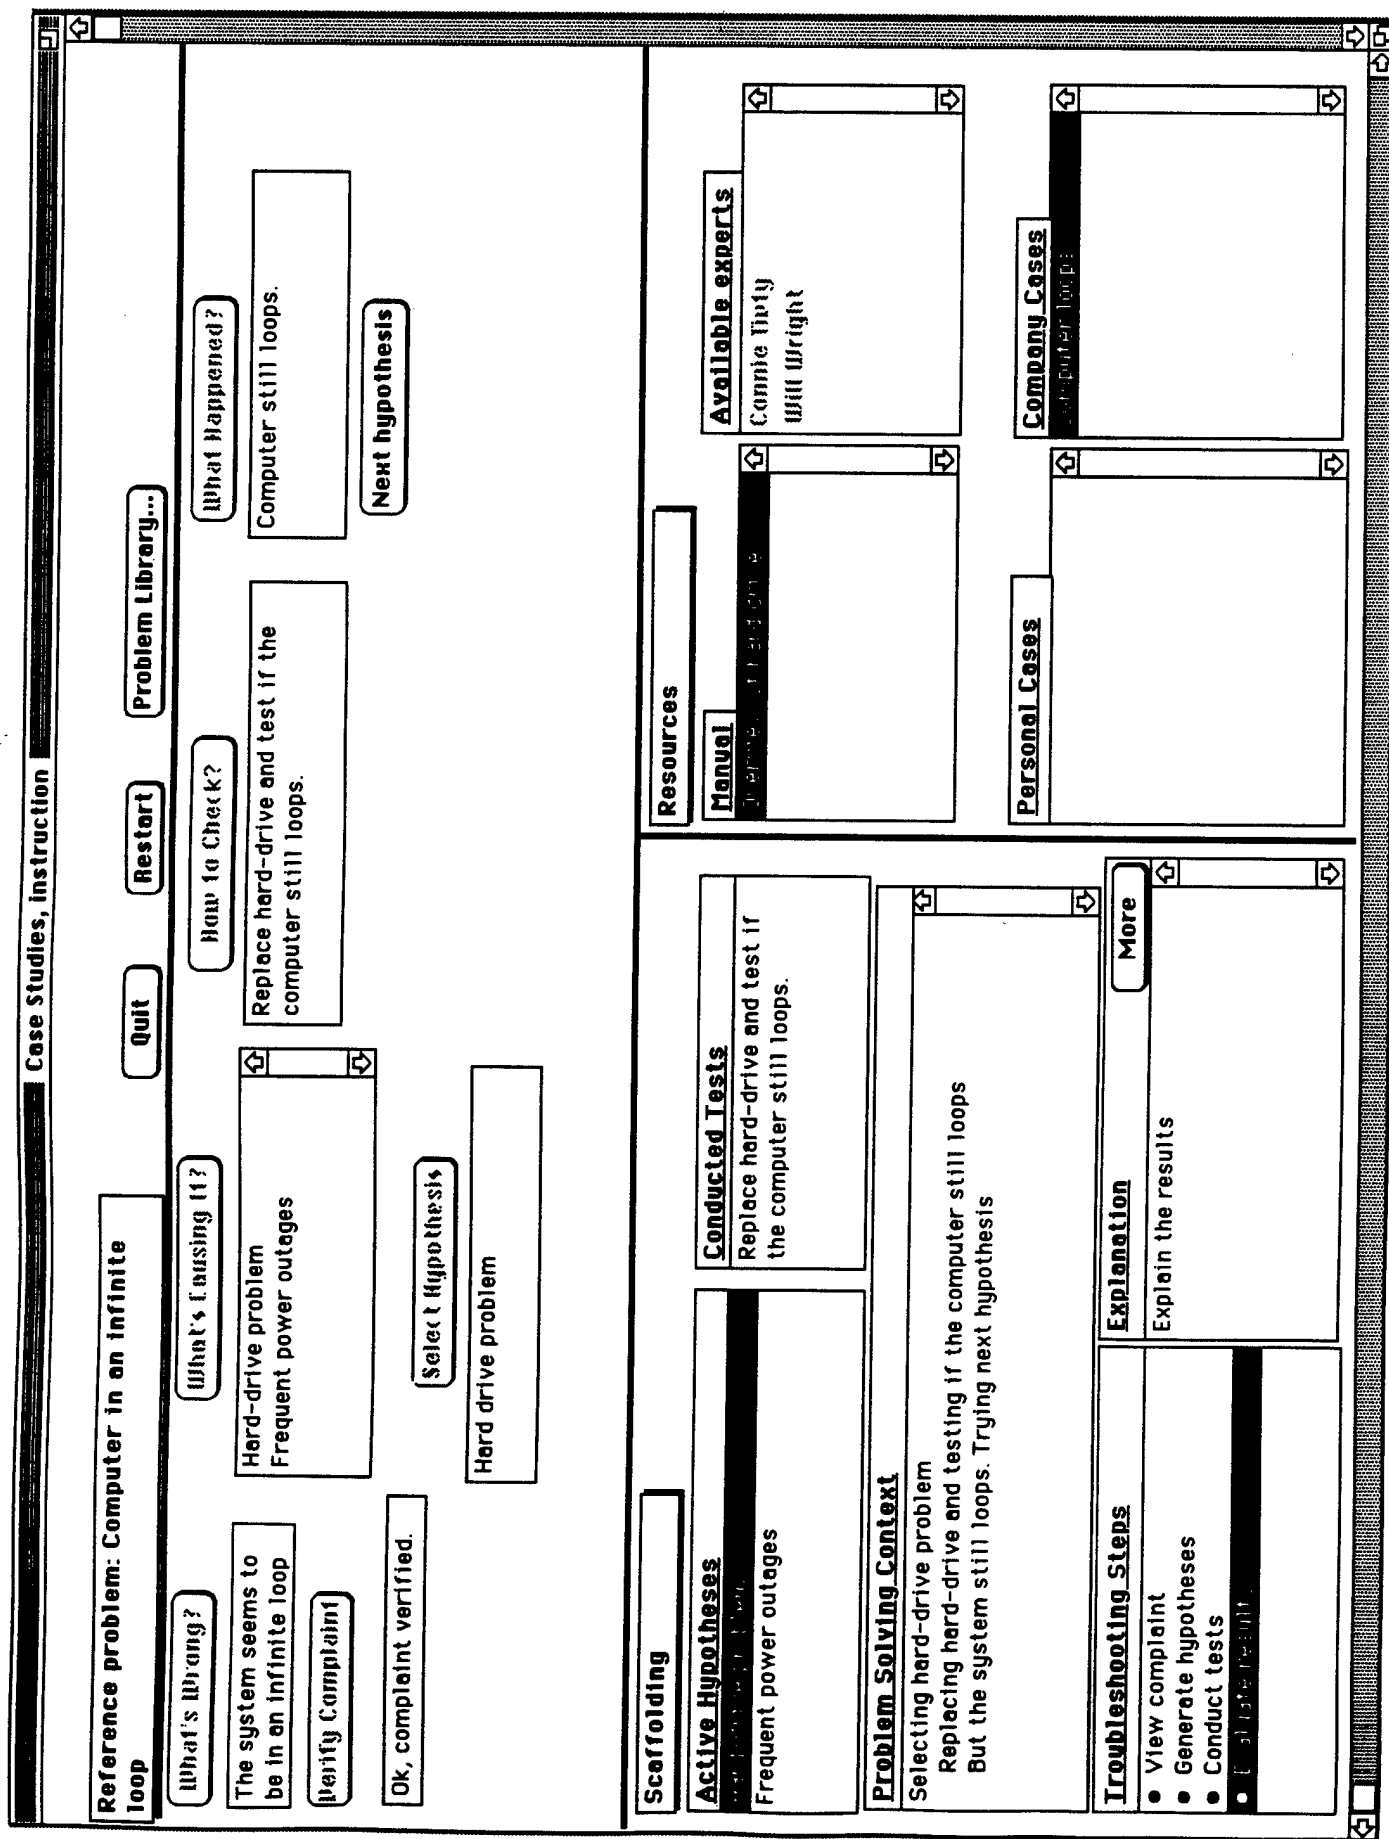 Case Studies, instruction
Reference problem: Computer in an infinite
loop
Quit
Restart
Problem Library...
What's Wrong?
The system seems to
be in an infinite loop
Verify Complaint
Ok, complaint verified.
What's Causing It?
Hard-drive problem
Frequent power outages
Select Hypothesis
Hard drive problem
How to Check?
Replace hard-drive and test if the
computer still loops.
What Happened?
Computer still loops.
Next hypothesis
Scaffolding
Active Hypotheses
Frequent power outages
Conducted Tests
Replace hard-drive and test if
the computer still loops.
Problem Solving Context
Selecting hard-drive problem
Replacing hard-drive and testing if the computer still loops
But the system still loops. Trying next hypothesis
Troubleshooting Steps
• View complaint
• Generate hypotheses
• Conduct tests
Explanation
More
Explain the results
Resources
Manual
Available experts
Connie Tivty
Will Wright
Personal Cases
Company Cases
Computer loops